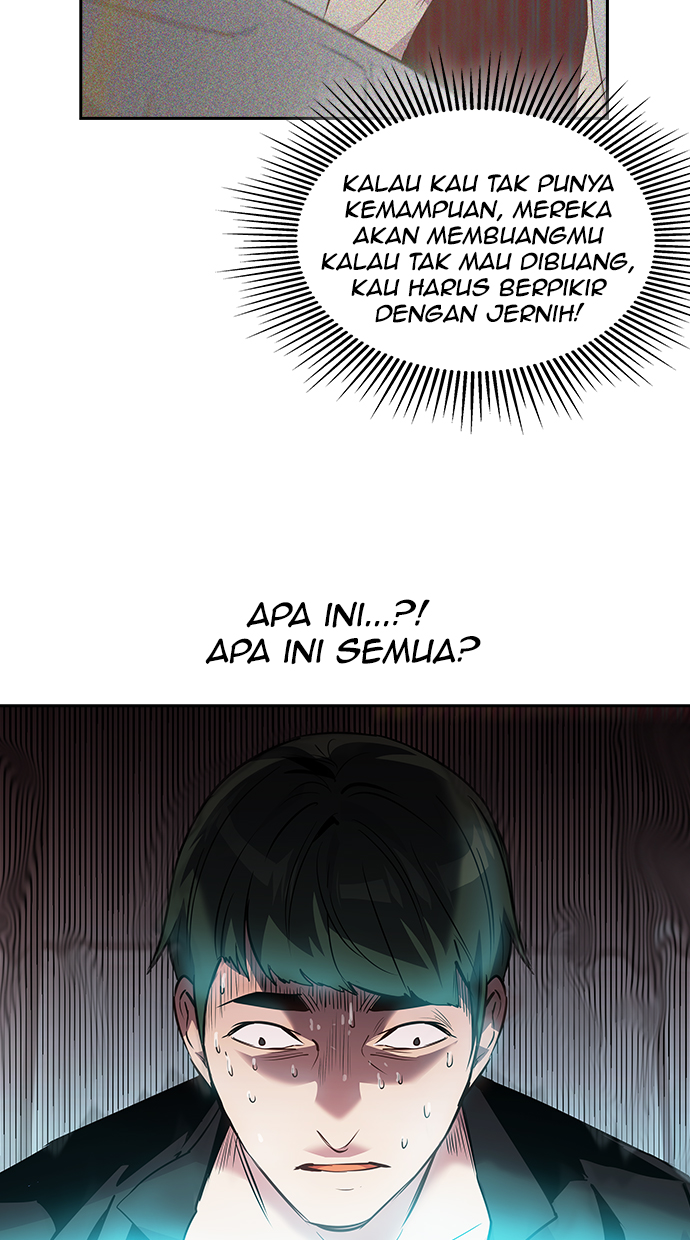 KALAU KAU TAK PUNYA
KEMAMPUAN, MEREKA
AKAN MEMBUANGMU
KALAU TAK MAU DIBUANG,
KAU HARUS BERPIKIR
DENGAN JERNIH!
APA INI...?!
APA INI SEMUA?